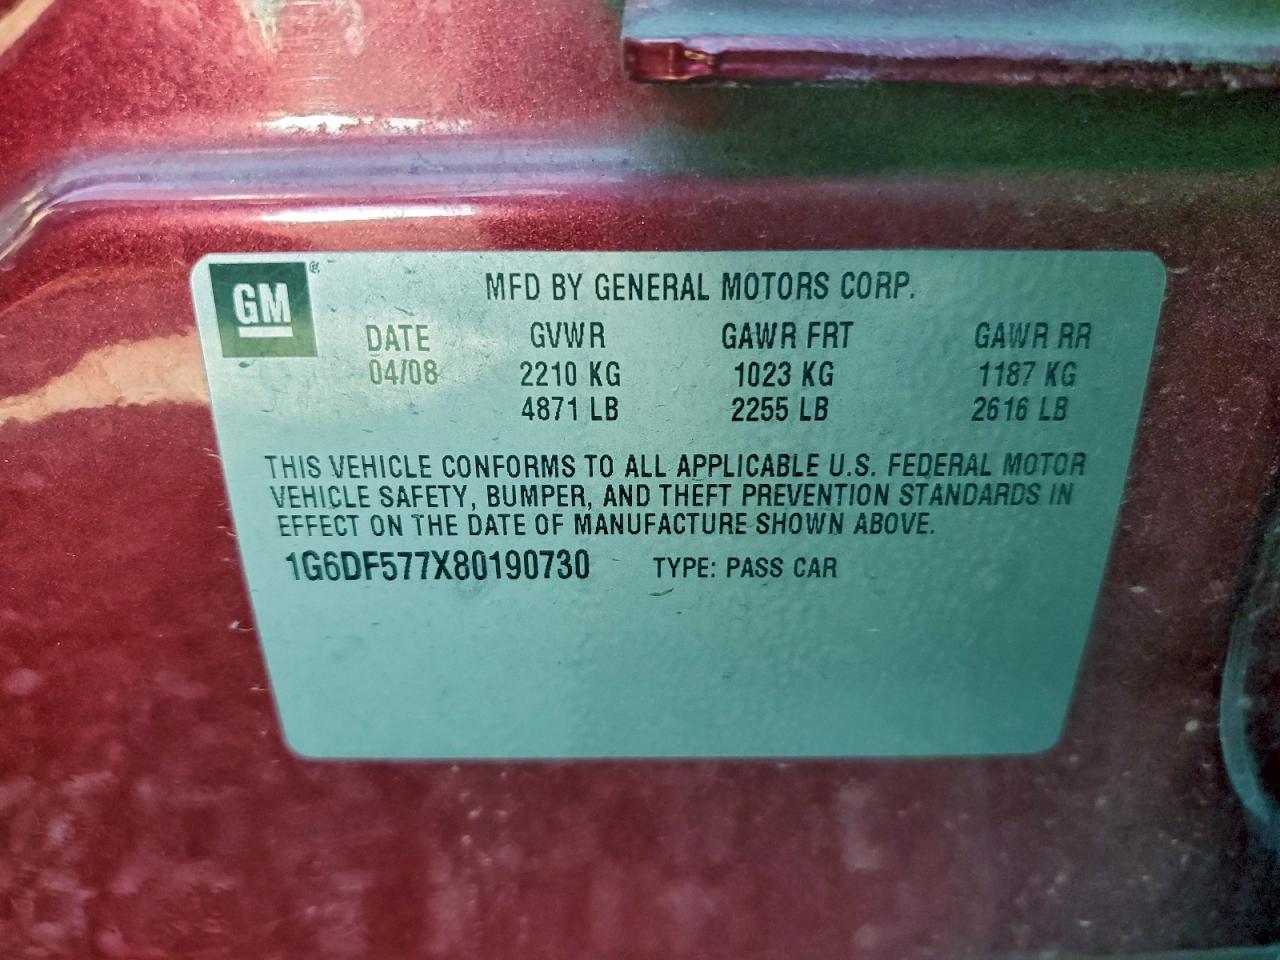 GM®
MFD BY GENERAL MOTORS CORP.
DATE GVWR GAWR FRT GAWR RR
04/08 2210 KG 1023 KG 1187 KG
4871 LB 2255 LB 2616 LB
THIS VEHICLE CONFORMS TO ALL APPLICABLE U.S. FEDERAL MOTOR
VEHICLE SAFETY, BUMPER, AND THEFT PREVENTION STANDARDS IN
EFFECT ON THE DATE OF MANUFACTURE SHOWN ABOVE.
1G6DF577X80190730 TYPE: PASS CAR